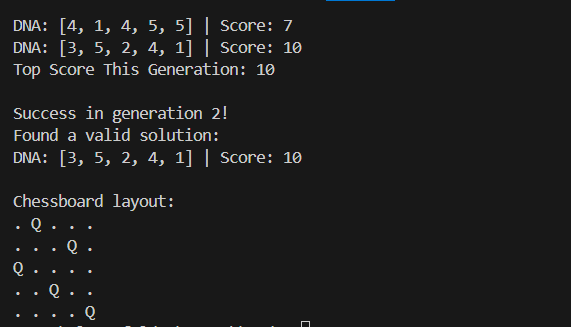 DNA: [4, 1, 4, 5, 5] | Score: 7
DNA: [3, 5, 2, 4, 1] | Score: 10
Top Score This Generation: 10
Success in generation 2!
Found a valid solution:
DNA: [3, 5, 2, 4, 1] | Score: 10
Chessboard layout:
. Q . . .
. . . Q .
Q . . . .
. . Q . .
. . . . Q